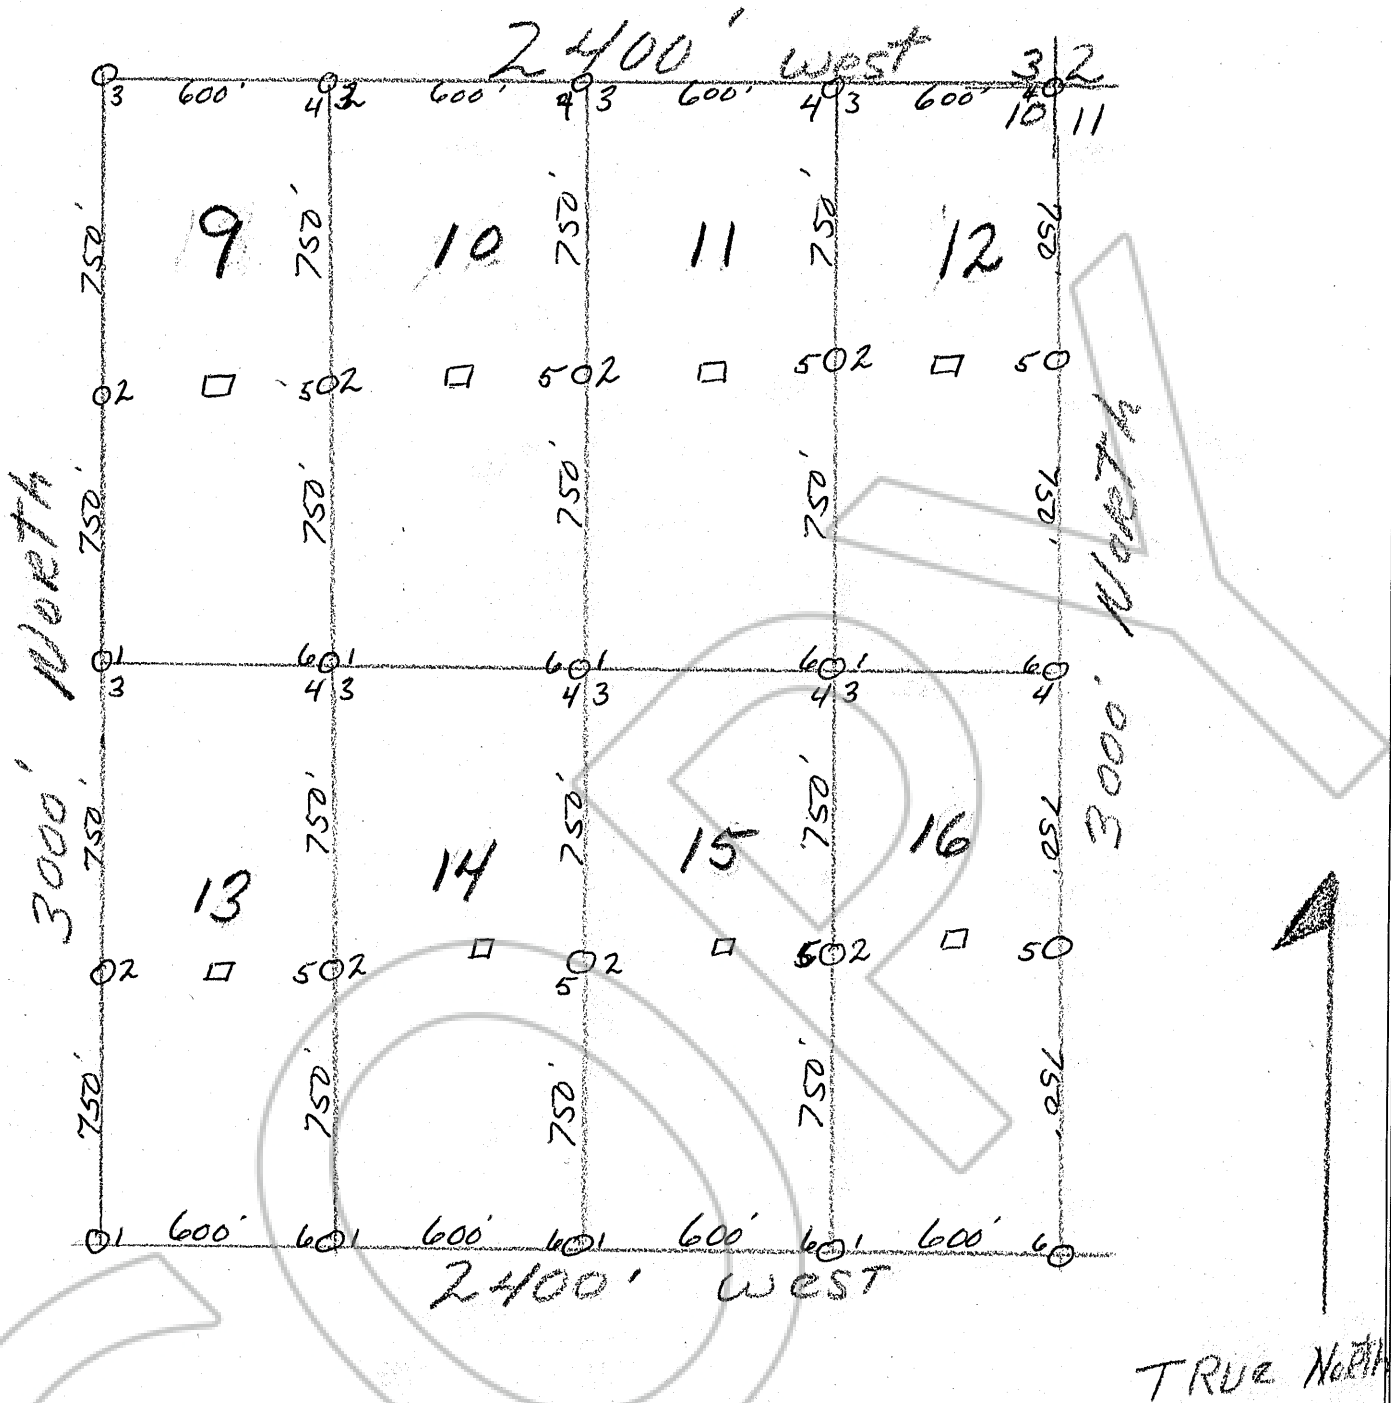 2400' west
3 2
3 600' 4 3 600' 4 3 600' 4 3 600' 4
10 11
750' 750' 750' 750' 750'
9 10 11 12
2 5 2 5 2 5 2 5
750' 750' 750' 750' 750'
3000' North
3000' North
1 6 1 6 1 6 1 6
3 4 3 4 3 4 3 4
750' 750' 750' 750' 750'
13 14 15 16
2 5 2 5 2 5 2 5
750' 750' 750' 750' 750'
1 600' 6 1 600' 6 1 600' 6 1 600' 6
2400' west
TRUE North
COPY